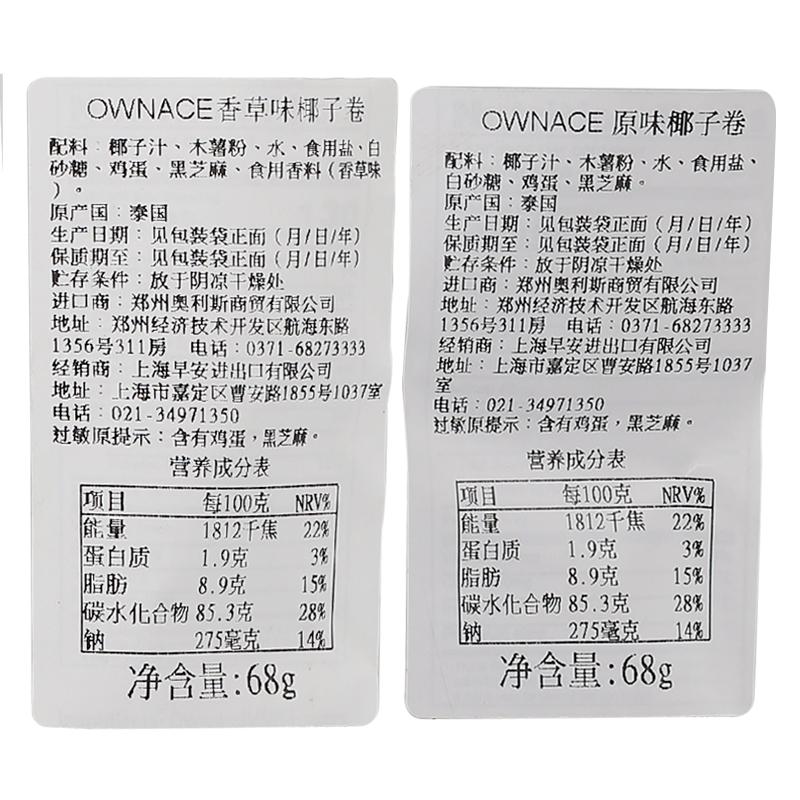 OWNACE香草味椰子卷
配料：椰子汁、木薯粉、水、食用盐、白
砂糖、鸡蛋、黑芝麻、食用香料（香草味
）。
原产国：泰国
生产日期：见包装袋正面（月/日/年）
保质期至：见包装袋正面（月/日/年）
贮存条件：放于阴凉干燥处
进口商：郑州奥利斯商贸有限公司
地址：郑州经济技术开发区航海东路
1356号311房 电话：0371-68273333
经销商：上海早安进出口有限公司
地址：上海市嘉定区曹安路1855号1037室
电话：021-34971350
过敏原提示：含有鸡蛋，黑芝麻。
营养成分表
项目 每100克 NRV%
能量 1812千焦 22%
蛋白质 1.9克 3%
脂肪 8.9克 15%
碳水化合物 85.3克 28%
钠 275毫克 14%
净含量:68g
OWNACE 原味椰子卷
配料：椰子汁、木薯粉、水、食用盐、
白砂糖、鸡蛋、黑芝麻。
原产国：泰国
生产日期：见包装袋正面（月/日/年）
保质期至：见包装袋正面（月/日/年）
贮存条件：放于阴凉干燥处
进口商：郑州奥利斯商贸有限公司
地址：郑州经济技术开发区航海东路
1356号311房 电话：0371-68273333
经销商：上海早安进出口有限公司
地址：上海市嘉定区曹安路1855号1037
室
电话：021-34971350
过敏原提示：含有鸡蛋，黑芝麻。
营养成分表
项目 每100克 NRV%
能量 1812千焦 22%
蛋白质 1.9克 3%
脂肪 8.9克 15%
碳水化合物 85.3克 28%
钠 275毫克 14%
净含量:68g